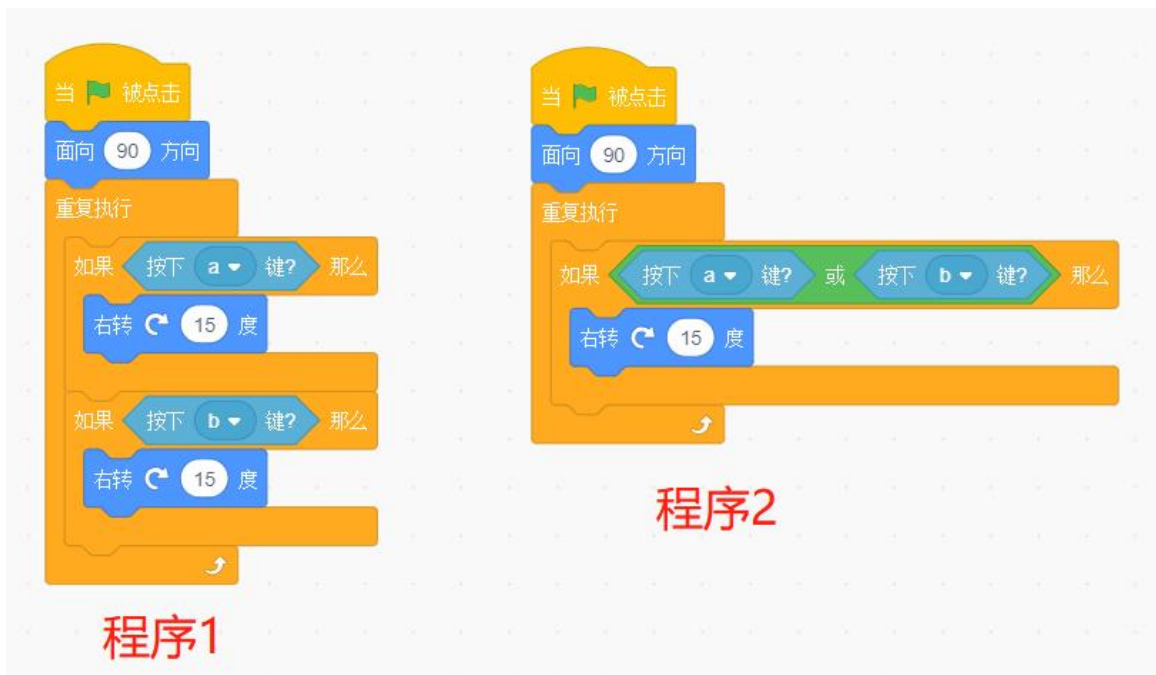 当 被点击
面向 90 方向
重复执行
如果 按下 a 键? 那么
右转 15 度
如果 按下 b 键? 那么
右转 15 度
程序1
当 被点击
面向 90 方向
重复执行
如果 按下 a 键? 或 按下 b 键? 那么
右转 15 度
程序2